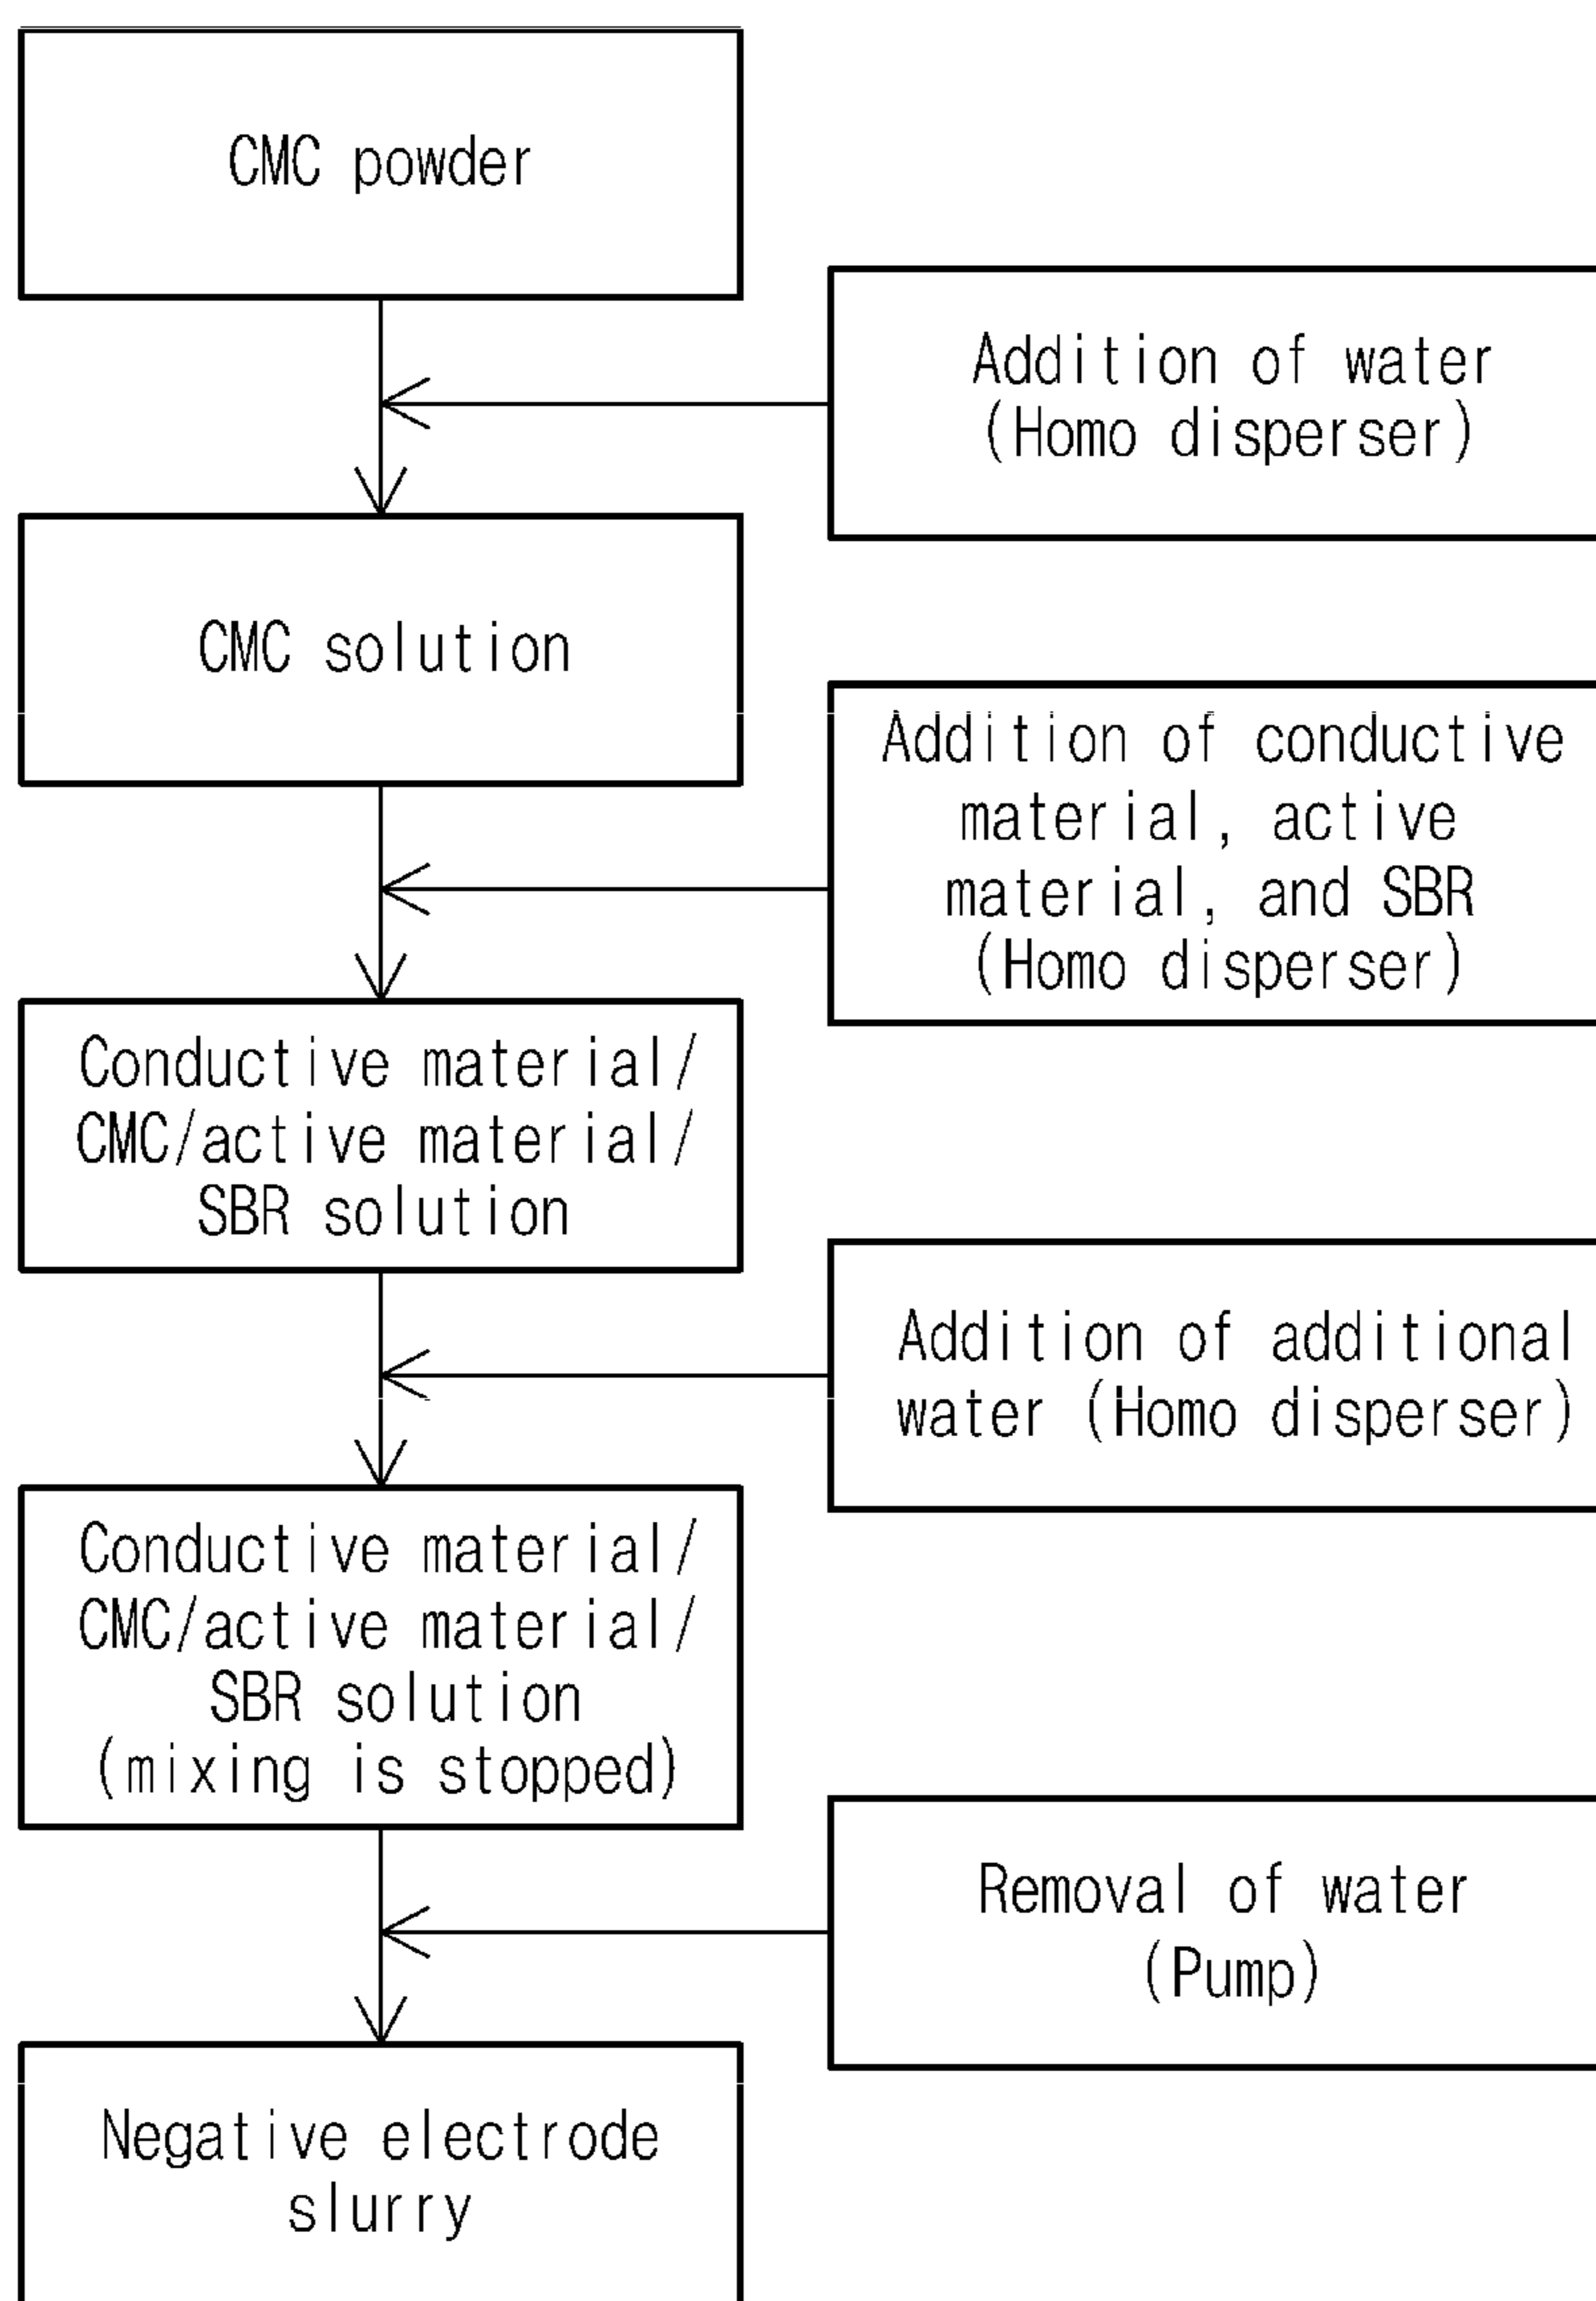 CMC powder
Addition of water
(Homo disperser)
CMC solution
Addition of conductive
material, active
material, and SBR
(Homo disperser)
Conductive material/
CMC/active material/
SBR solution
Addition of additional
water (Homo disperser)
Conductive material/
CMC/active material/
SBR solution
(mixing is stopped)
Removal of water
(Pump)
Negative electrode
slurry